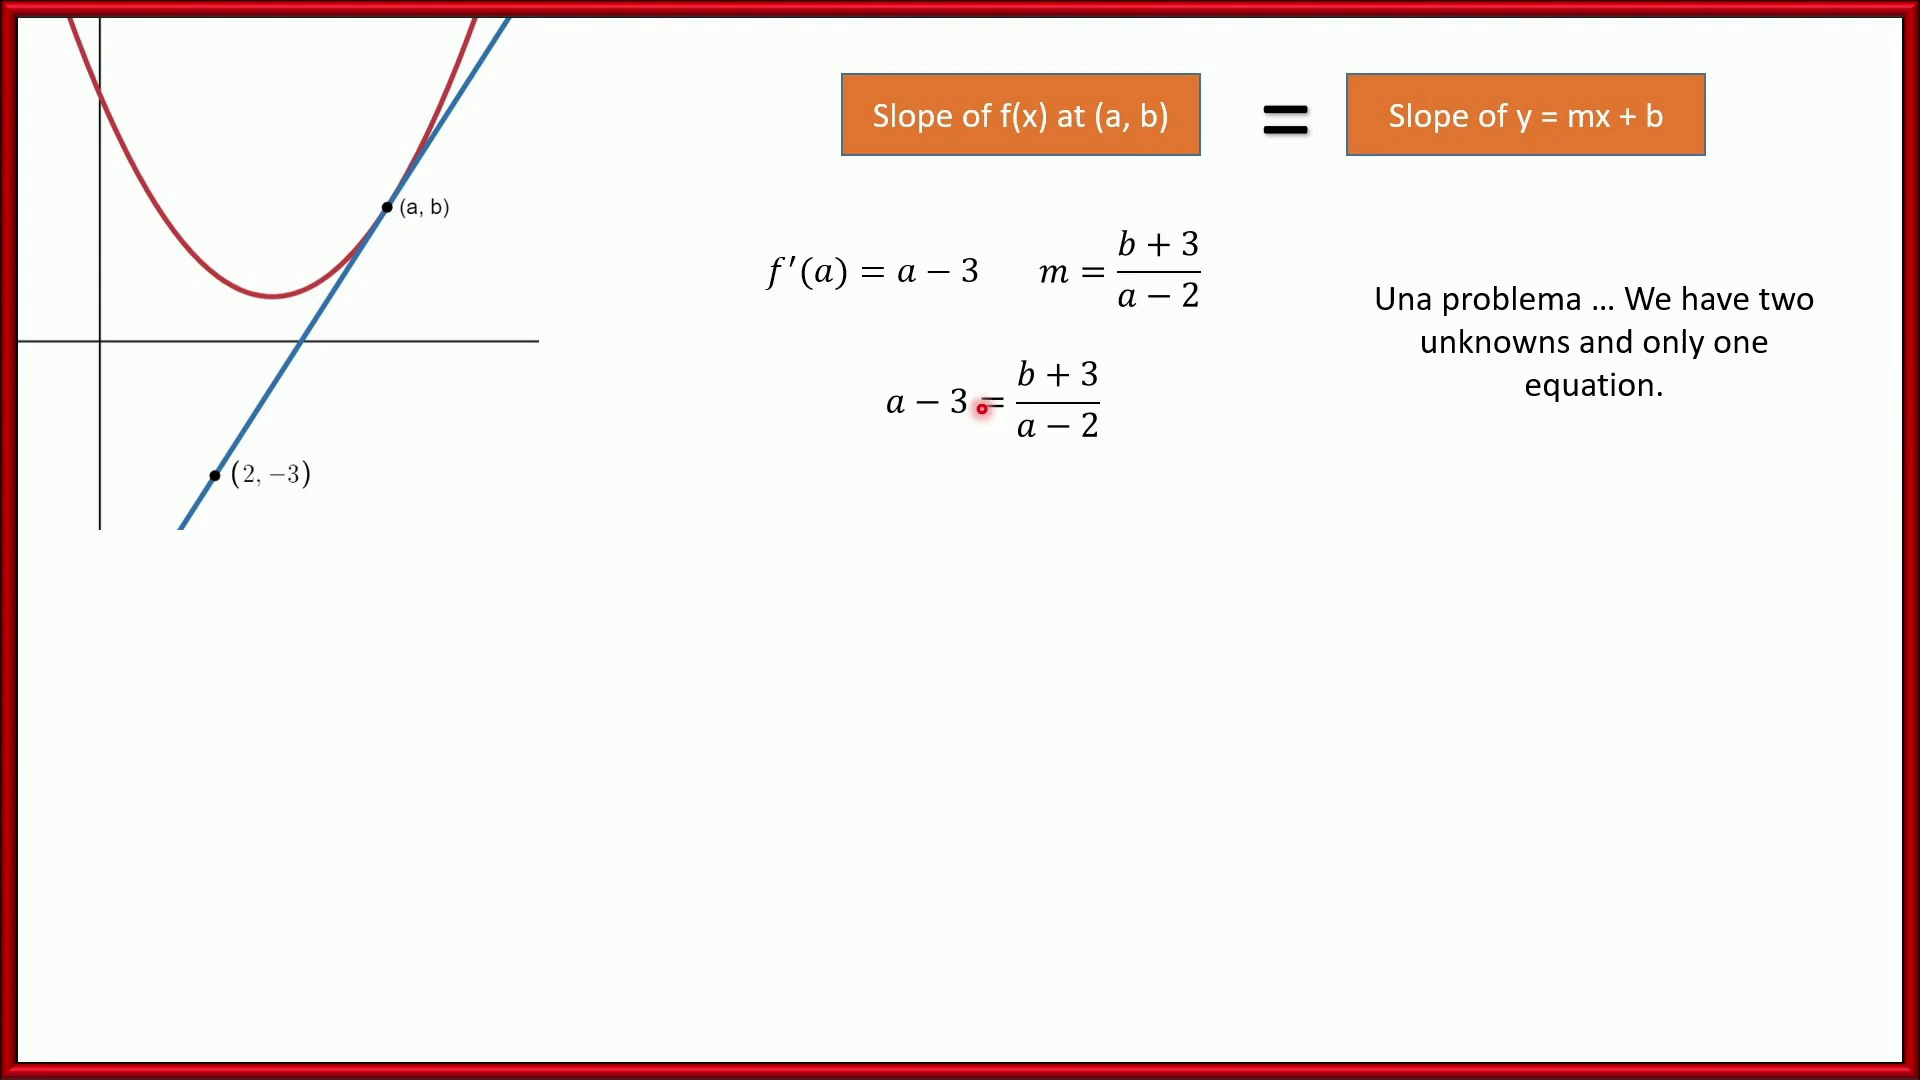 Slope of f(x) at (a, b) = Slope of y = mx + b
(a, b)
f′(a) = a − 3    m = (b + 3)/(a − 2)
Una problema ... We have two
unknowns and only one
equation.
a − 3 = (b + 3)/(a − 2)
(2, −3)